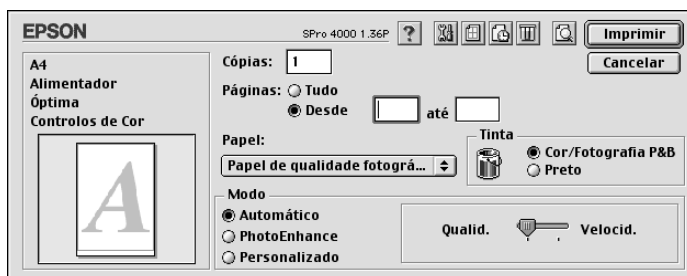 EPSON
SPro 4000 1.36P
?
Imprimir
Cancelar
A4
Alimentador
Óptima
Controlos de Cor
A
Cópias: 1
Páginas: Tudo
Desde até
Papel:
Papel de qualidade fotográ...
Tinta
Cor/Fotografia P&B
Preto
Modo
Automático
PhotoEnhance
Personalizado
Qualid. Velocid.